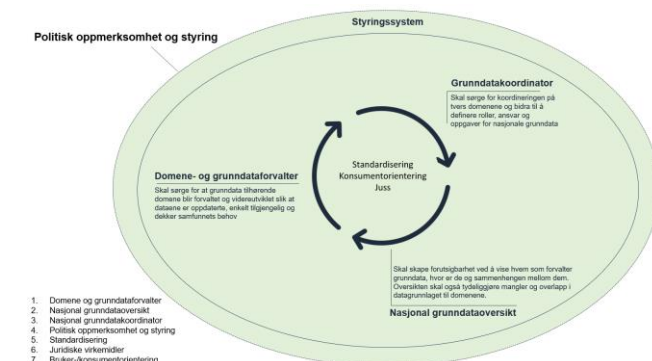 Styringssystem
Politisk oppmerksomhet og styring
Grunndatakoordinator
Skal sørge for koordineringen på
tvers domenene og bidra til å
definere roller, ansvar og
oppgaver for nasjonale grunndata
Standardisering
Konsumentorientering
Juss
Domene- og grunndataforvalter
Skal sørge for at grunndata tilhørende
domene blir forvaltet og videreutviklet slik at
dataene er oppdaterte, enkelt tilgjengelig og
dekker samfunnets behov
Skal skape forutsigbarhet ved å vise hvem som forvalter
grunndata, hvor er de og sammenhengen mellom dem.
Oversikten skal også tydeliggjøre mangler og overlapp i
datagrunnlaget til domenene.
Nasjonal grunndataoversikt
1. Domene og grunndataforvalter
2. Nasjonal grunndataoversikt
3. Nasjonal grunndatakoordinator
4. Politisk oppmerksomhet og styring
5. Standardisering
6. Juridiske virkemidler
7. Bruker-/konsumentorientering